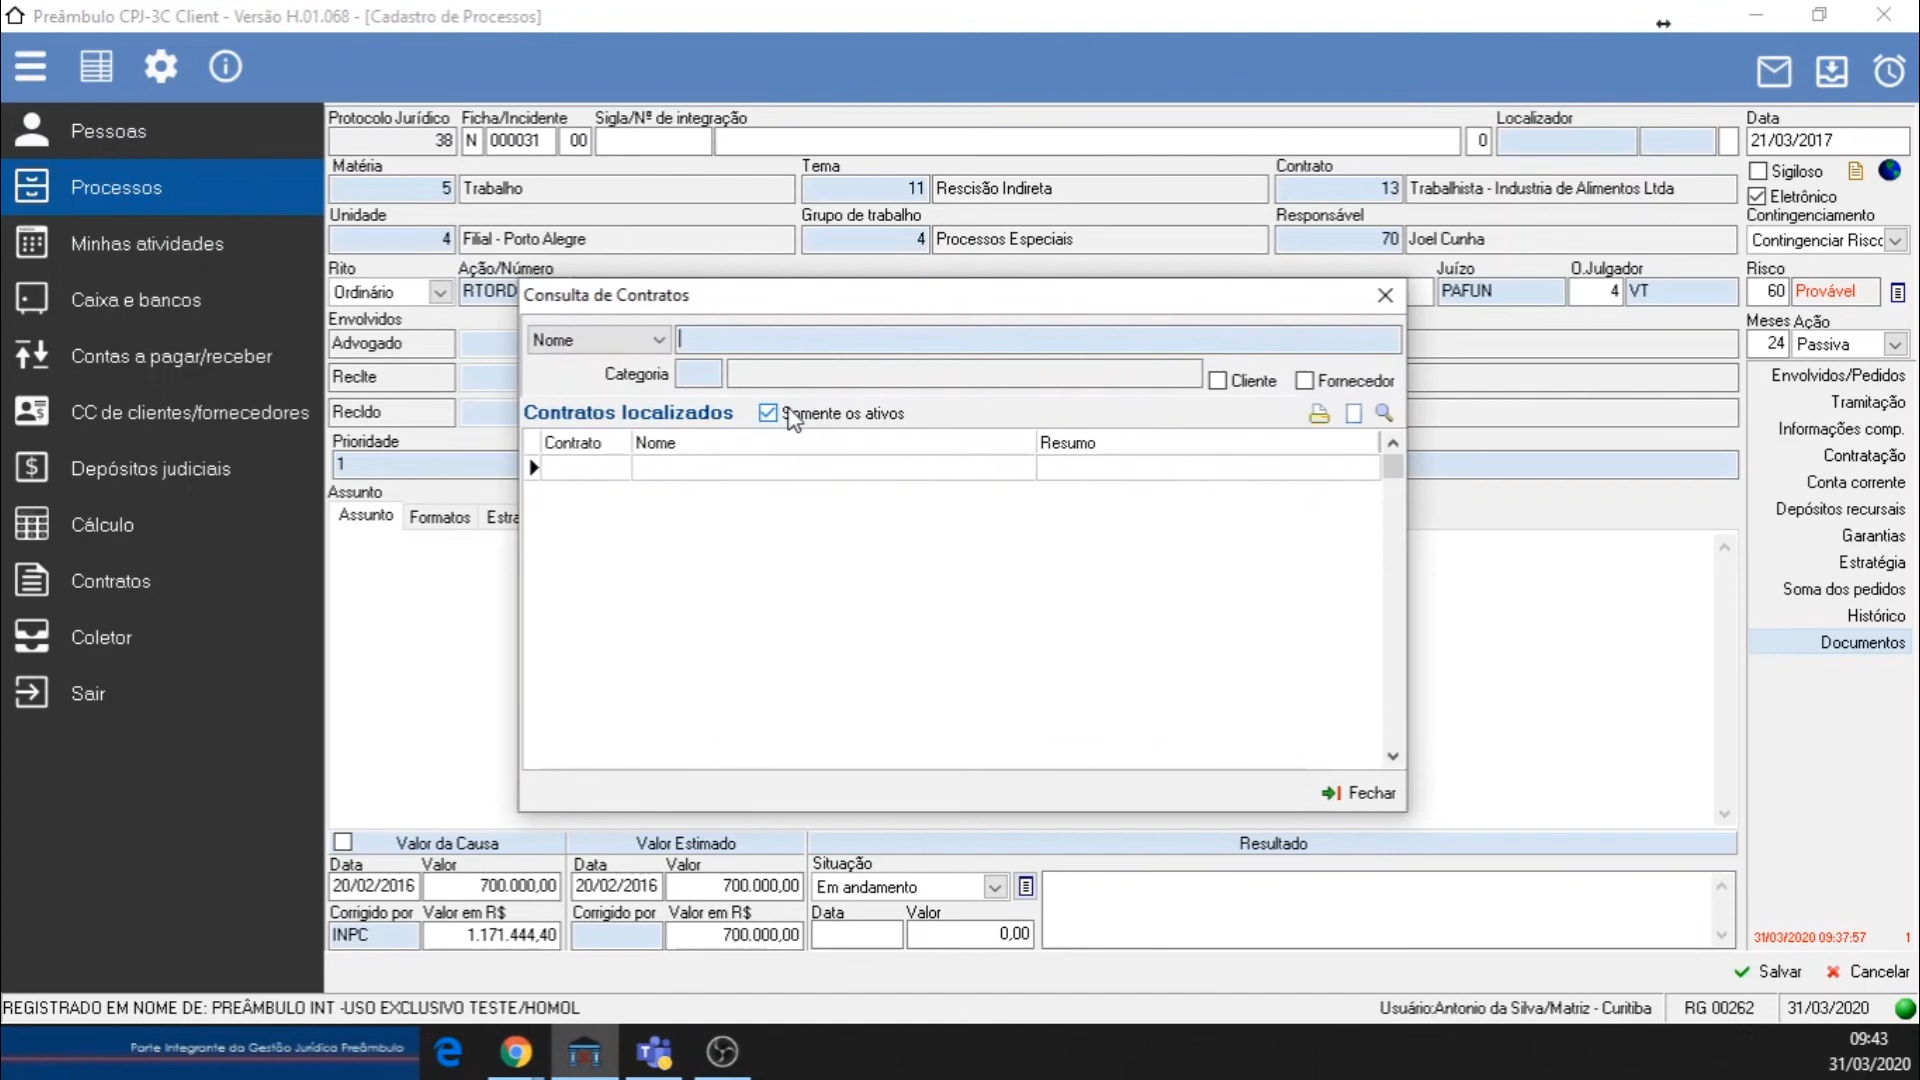 Preâmbulo CPJ-3C Client - Versão H.01.068 - [Cadastro de Processos]
Pessoas
Processos
Minhas atividades
Caixa e bancos
Contas a pagar/receber
CC de clientes/fornecedores
Depósitos judiciais
Cálculo
Contratos
Coletor
Sair
Protocolo Jurídico Ficha/Incidente Sigla/Nº de integração Localizador Data
38 N 000031 00 0 21/03/2017
Matéria Tema Contrato
5 Trabalho 11 Rescisão Indireta 13 Trabalhista - Industria de Alimentos Ltda
Sigiloso
Eletrônico
Unidade Grupo de trabalho Responsável Contingenciamento
4 Filial - Porto Alegre 4 Processos Especiais 70 Joel Cunha Contingenciar Risco
Rito Ação/Número Juízo O.Julgador Risco
Ordinário RTORD PAFUN 4 VT 60 Provável
Envolvidos Meses Ação
Advogado 24 Passiva
Reclte
Recldo
Prioridade
1
Assunto
Assunto Formatos Estra
Consulta de Contratos
Nome
Categoria Cliente Fornecedor
Contratos localizados Somente os ativos
Contrato Nome Resumo
Fechar
Envolvidos/Pedidos
Tramitação
Informações comp.
Contratação
Conta corrente
Depósitos recursais
Garantias
Estratégia
Soma dos pedidos
Histórico
Documentos
Valor da Causa Valor Estimado Resultado
Data Valor Data Valor Situação
20/02/2016 700.000,00 20/02/2016 700.000,00 Em andamento
Corrigido por Valor em R$ Corrigido por Valor em R$ Data Valor
INPC 1.171.444,40 700.000,00 0,00
31/03/2020 09:37:57 1
Salvar Cancelar
REGISTRADO EM NOME DE: PREÂMBULO INT -USO EXCLUSIVO TESTE/HOMOL Usuário:Antonio da Silva/Matriz - Curitiba RG 00262 31/03/2020
Parte Integrante da Gestão Jurídica Preâmbulo
09:43
31/03/2020